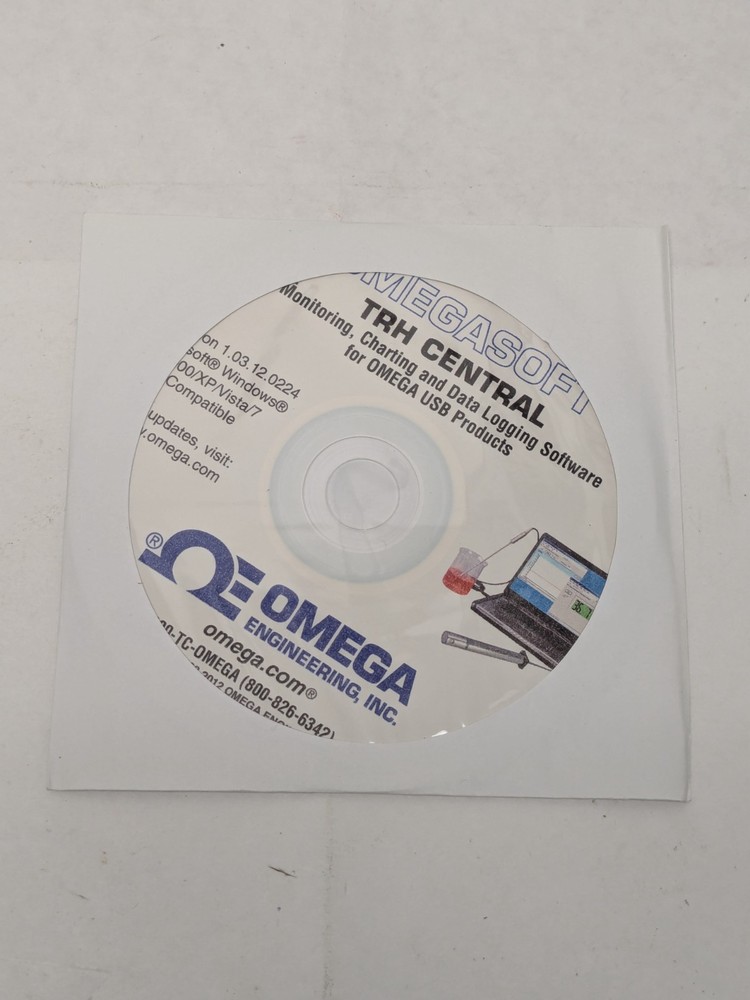 OMEGASOFT
TRH CENTRAL
Monitoring, Charting and Data Logging Software
for OMEGA USB Products
on 1.03.12.0224
soft® Windows®
00/XP/Vista/7
Compatible
updates, visit:
.omega.com
®
OMEGA
ENGINEERING, INC.
omega.com®
-TC-OMEGA (800-826-6342)
2012 OMEGA